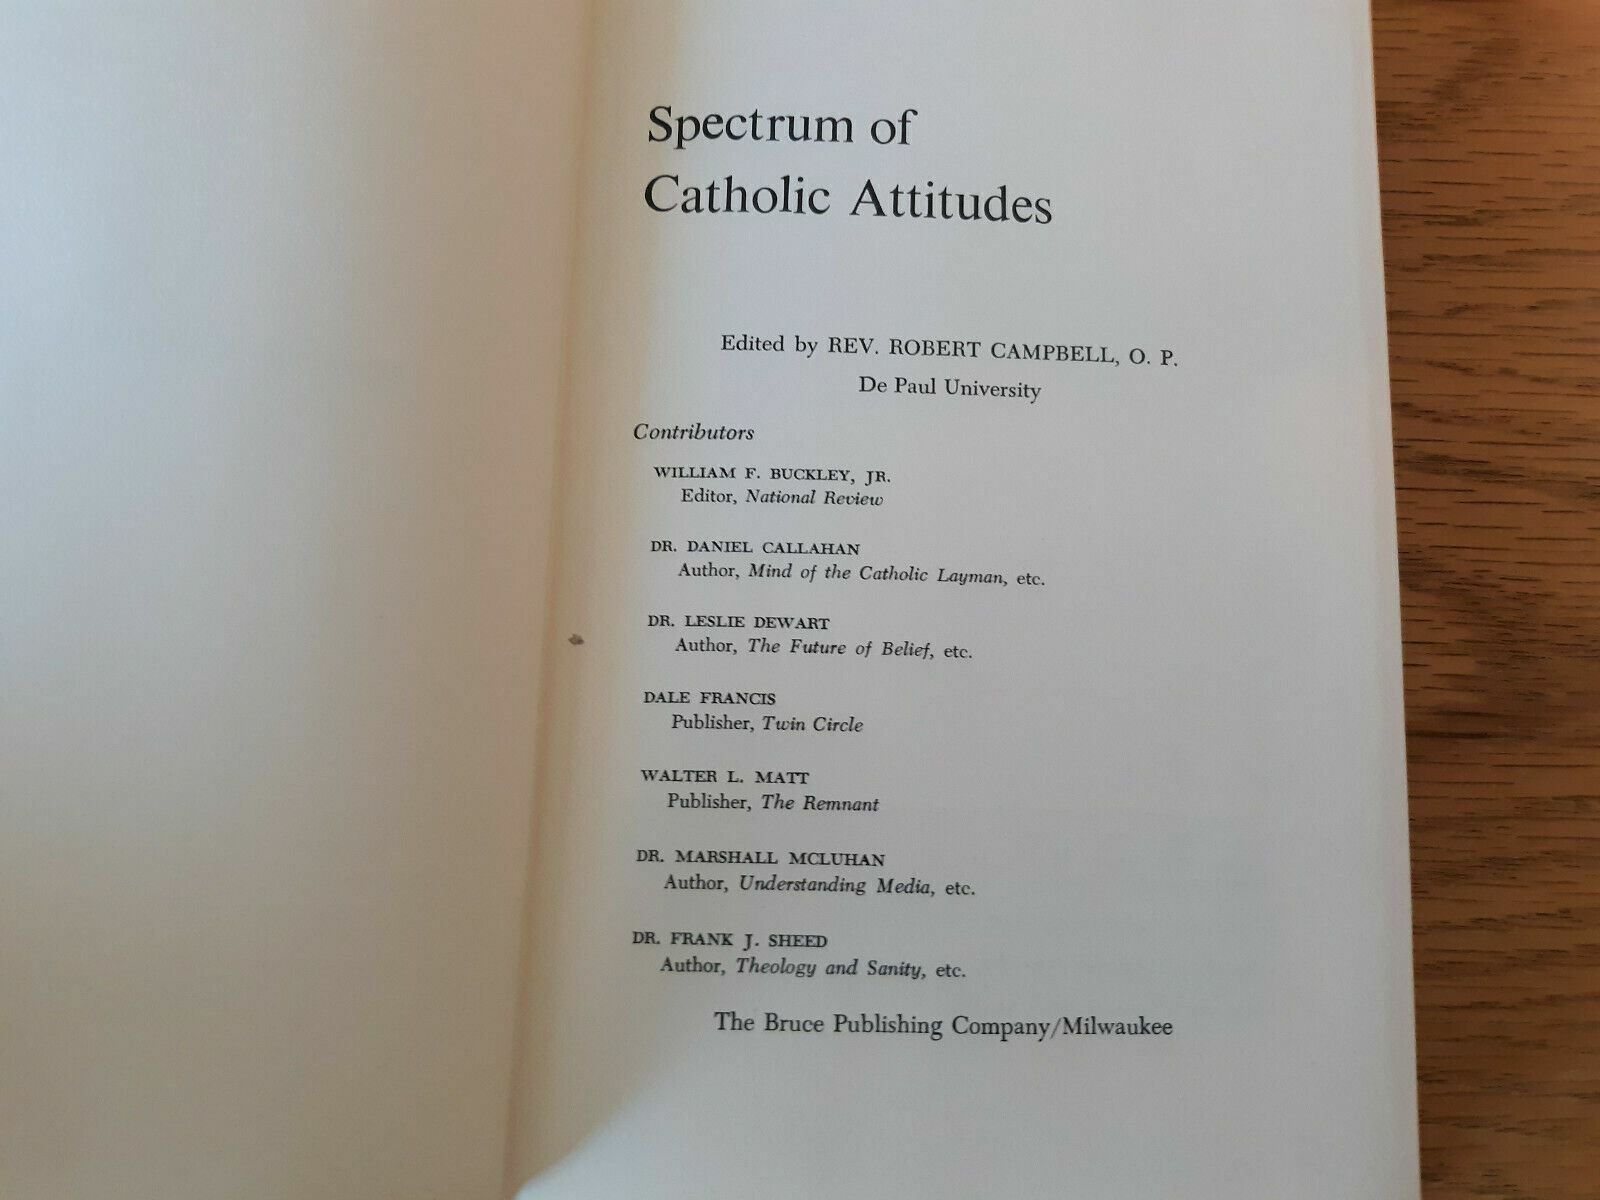 Spectrum of
Catholic Attitudes
Edited by REV. ROBERT CAMPBELL, O. P.
De Paul University
Contributors
WILLIAM F. BUCKLEY, JR.
Editor, National Review
DR. DANIEL CALLAHAN
Author, Mind of the Catholic Layman, etc.
DR. LESLIE DEWART
Author, The Future of Belief, etc.
DALE FRANCIS
Publisher, Twin Circle
WALTER L. MATT
Publisher, The Remnant
DR. MARSHALL MCLUHAN
Author, Understanding Media, etc.
DR. FRANK J. SHEED
Author, Theology and Sanity, etc.
The Bruce Publishing Company/Milwaukee